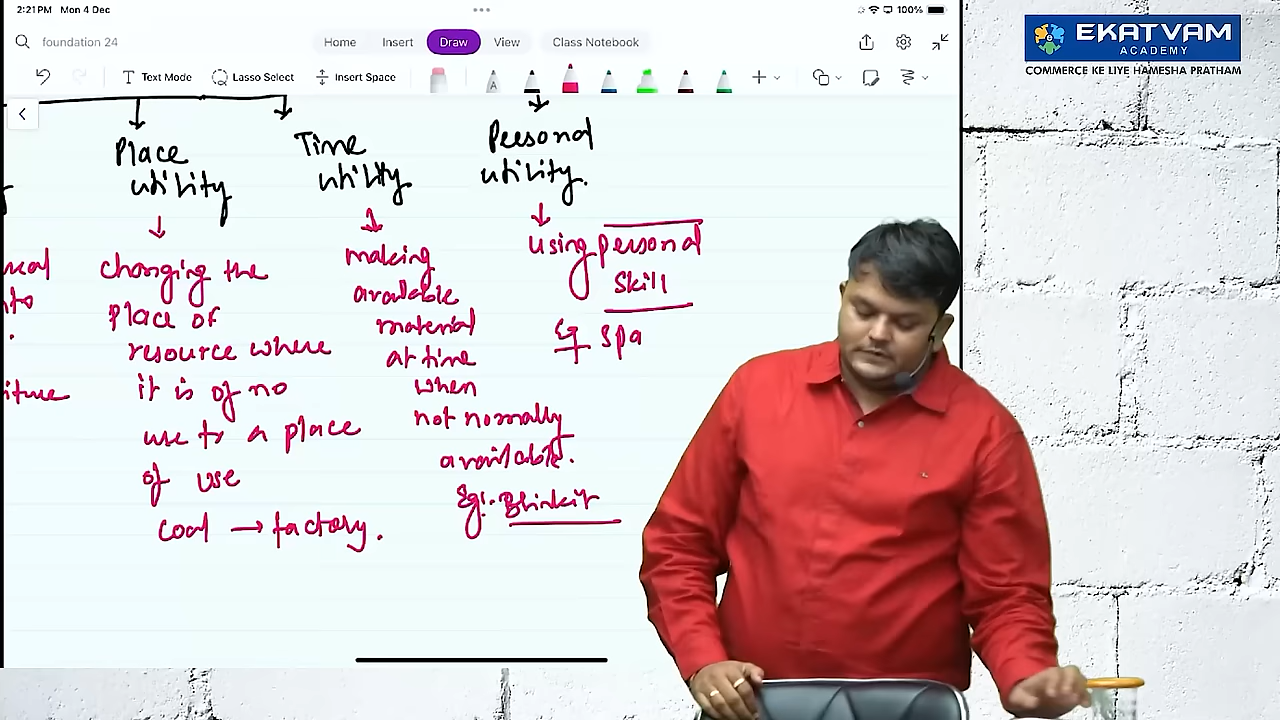 2:21 PM Mon 4 Dec
100%
foundation 24
Home Insert Draw View Class Notebook
Text Mode Lasso Select Insert Space
EKATVAM
ACADEMY
COMMERCE KE LIYE HAMESHA PRATHAM
Place
utility
changing the
place of
resource where
it is of no
use to a place
of use
coal → factory.
Time
utility
making
available
material
at time
when
not normally
available.
Eg:- Blinkit
Personal
utility.
using personal
skill
Eg spa